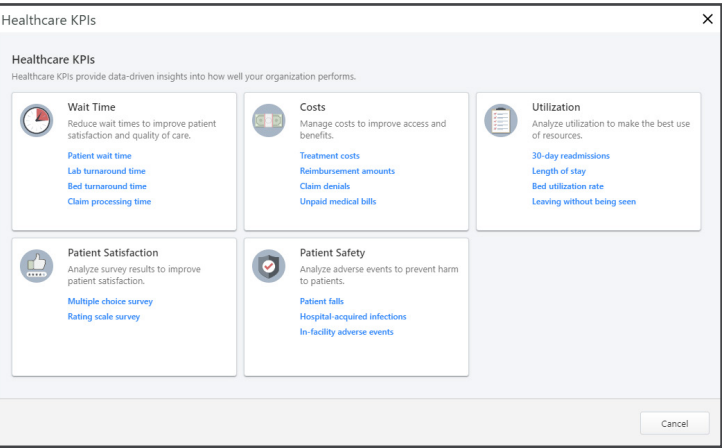 Healthcare KPIs
Healthcare KPIs
Healthcare KPIs provide data-driven insights into how well your organization performs.
Wait Time
Reduce wait times to improve patient
satisfaction and quality of care.
Patient wait time
Lab turnaround time
Bed turnaround time
Claim processing time
Costs
Manage costs to improve access and
benefits.
Treatment costs
Reimbursement amounts
Claim denials
Unpaid medical bills
Utilization
Analyze utilization to make the best use
of resources.
30-day readmissions
Length of stay
Bed utilization rate
Leaving without being seen
Patient Satisfaction
Analyze survey results to improve
patient satisfaction.
Multiple choice survey
Rating scale survey
Patient Safety
Analyze adverse events to prevent harm
to patients.
Patient falls
Hospital-acquired infections
In-facility adverse events
Cancel